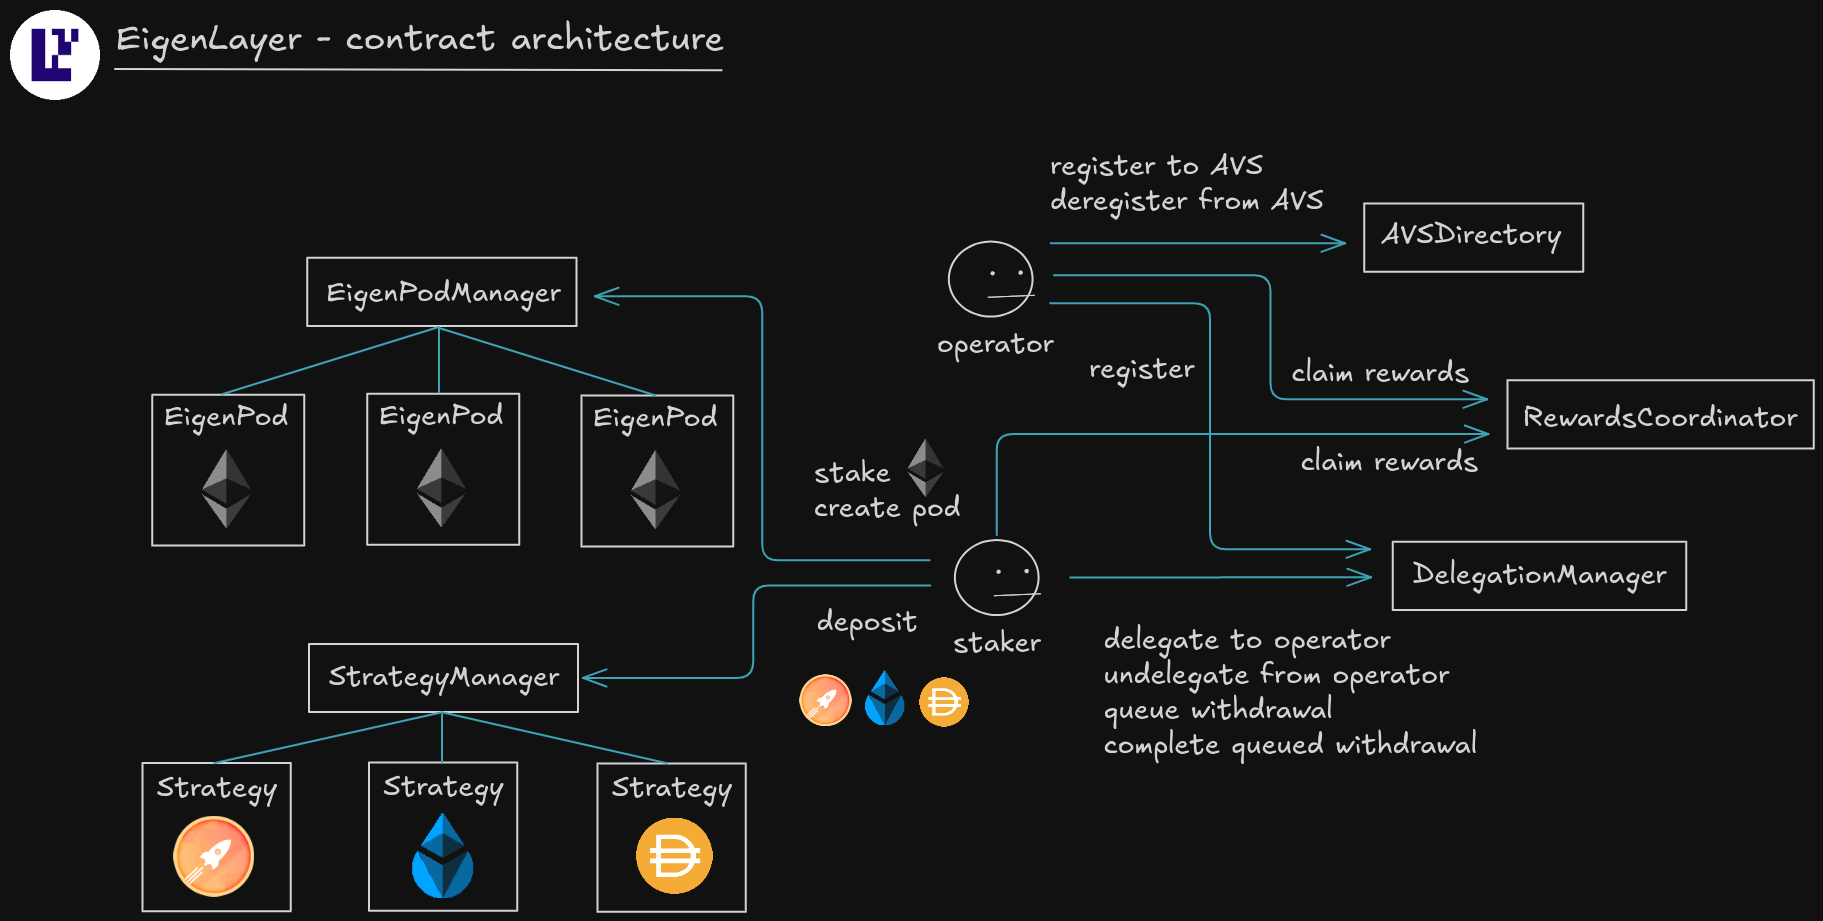 EigenLayer - contract architecture
register to AVS
deregister from AVS
AVSDirectory
EigenPodManager
operator
register
claim rewards
RewardsCoordinator
claim rewards
EigenPod
EigenPod
EigenPod
stake
create pod
DelegationManager
deposit
staker
delegate to operator
undelegate from operator
queue withdrawal
complete queued withdrawal
StrategyManager
Strategy
Strategy
Strategy